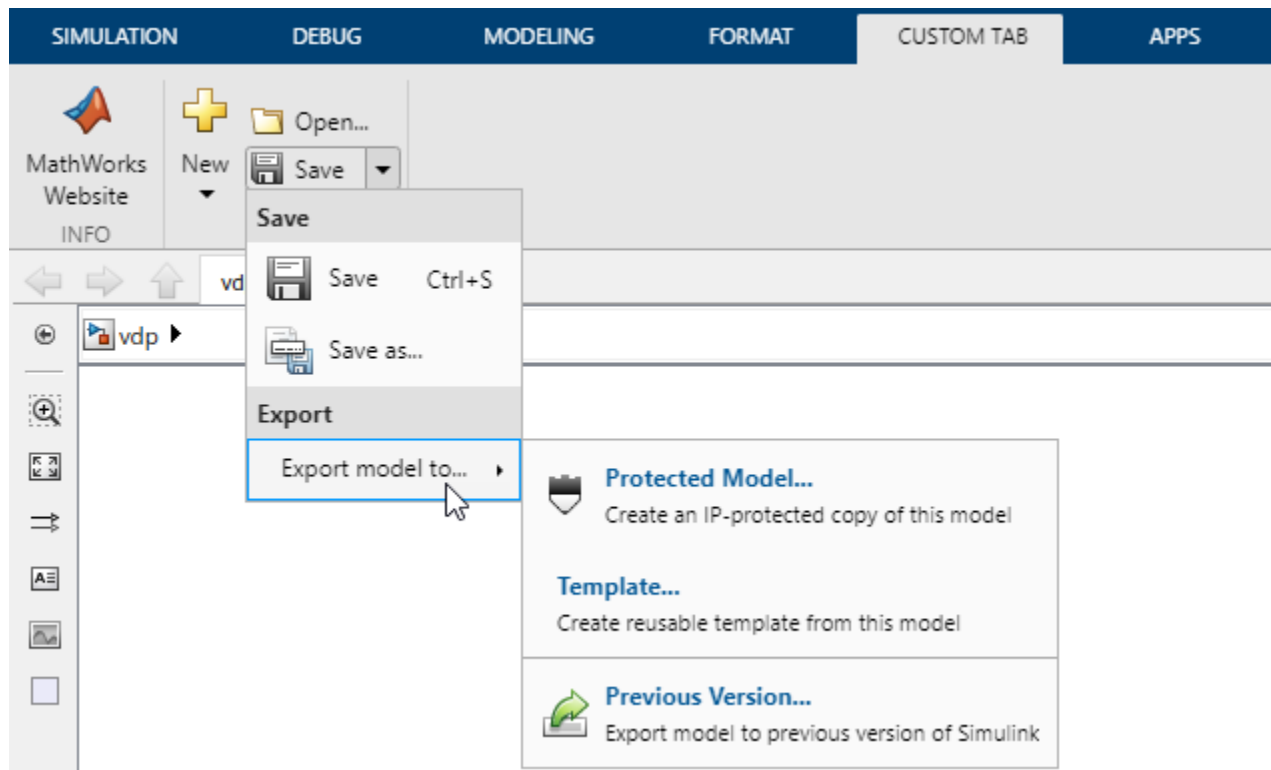 SIMULATION DEBUG MODELING FORMAT CUSTOM TAB APPS
MathWorks
Website
INFO
New
Open...
Save
Save
Save Ctrl+S
Save as...
Export
Export model to...
vd
vdp
Protected Model...
Create an IP-protected copy of this model
Template...
Create reusable template from this model
Previous Version...
Export model to previous version of Simulink
A